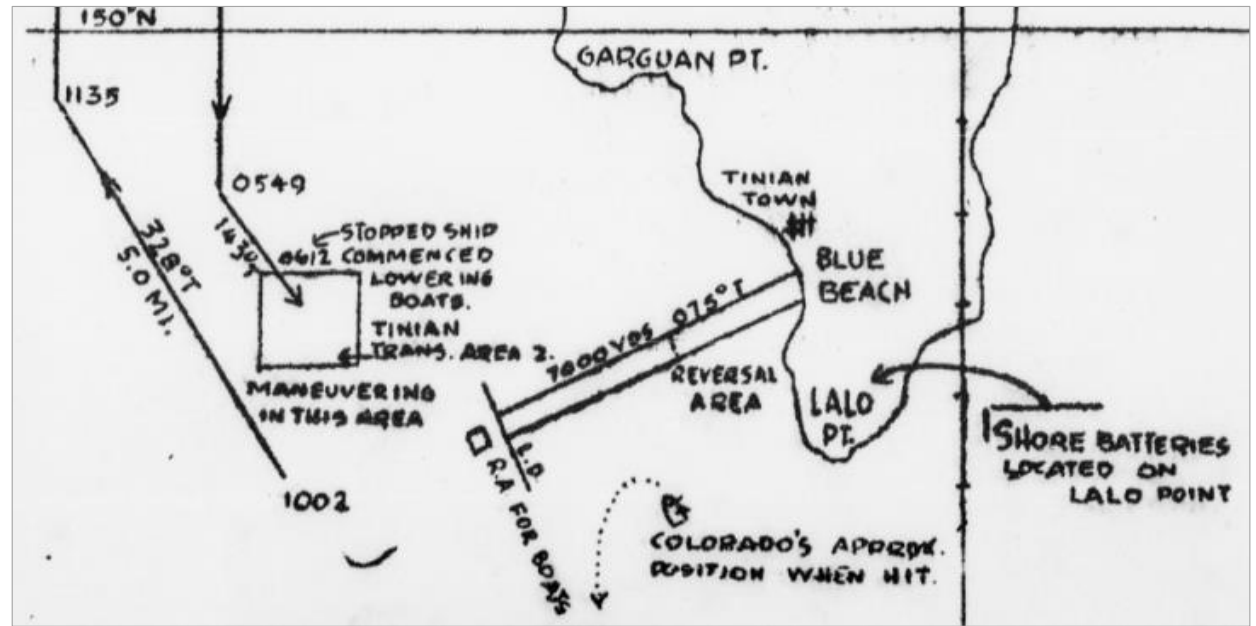 150°N
GARGUAN PT.
1135
0549
TINIAN
TOWN
143°T
328°T
5.0 MI.
STOPPED SHIP
0612 COMMENCED
LOWERING
BOATS.
TINIAN
TRANS. AREA 2.
BLUE
BEACH
7000 YDS 075°T
REVERSAL
AREA
MANEUVERING
IN THIS AREA
LALO
PT.
SHORE BATTERIES
LOCATED ON
LALO POINT
L.D.
R.A FOR BOATS
1002
COLORADO'S APPROX.
POSITION WHEN HIT.